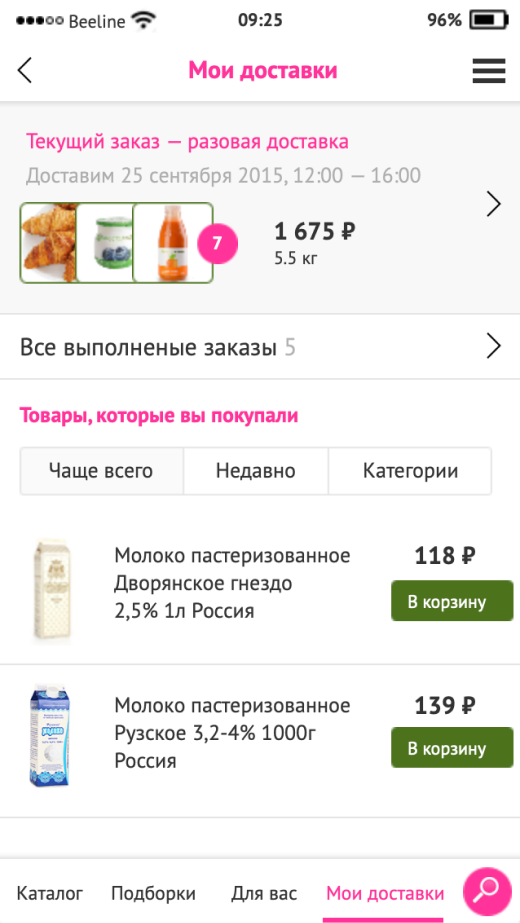 Beeline 09:25 96%
Мои доставки
Текущий заказ — разовая доставка
Доставим 25 сентября 2015, 12:00 — 16:00
7
1 675 ₽
5.5 кг
Все выполненые заказы 5
Товары, которые вы покупали
Чаще всего Недавно Категории
Молоко пастеризованное
Дворянское гнездо
2,5% 1л Россия
118 ₽
В корзину
Молоко пастеризованное
Рузское 3,2-4% 1000г
Россия
139 ₽
В корзину
Каталог Подборки Для вас Мои доставки